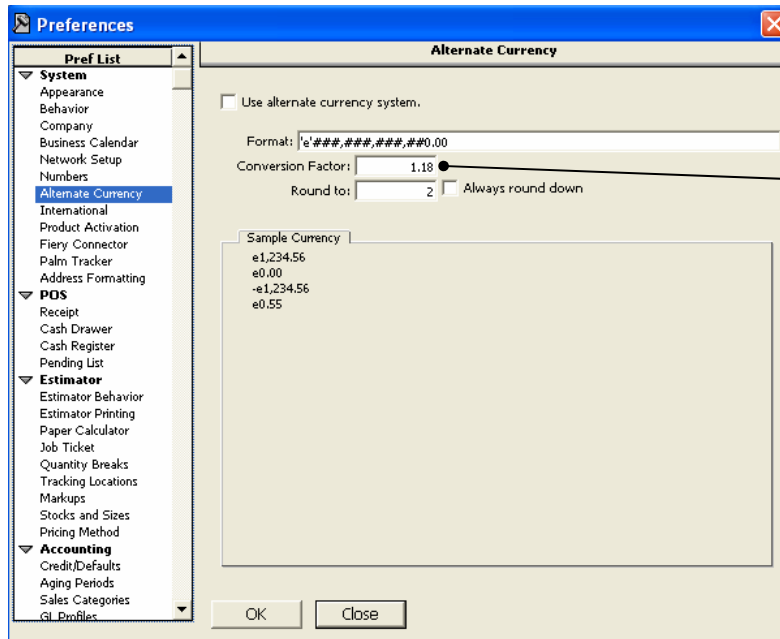 Preferences
Pref List
System
Appearance
Behavior
Company
Business Calendar
Network Setup
Numbers
Alternate Currency
International
Product Activation
Fiery Connector
Palm Tracker
Address Formatting
POS
Receipt
Cash Drawer
Cash Register
Pending List
Estimator
Estimator Behavior
Estimator Printing
Paper Calculator
Job Ticket
Quantity Breaks
Tracking Locations
Markups
Stocks and Sizes
Pricing Method
Accounting
Credit/Defaults
Aging Periods
Sales Categories
GL Profiles
Alternate Currency
Use alternate currency system.
Format: 'e'###,###,###,##0.00
Conversion Factor: 1.18
Round to: 2 Always round down
Sample Currency
e1,234.56
e0.00
-e1,234.56
e0.55
OK Close